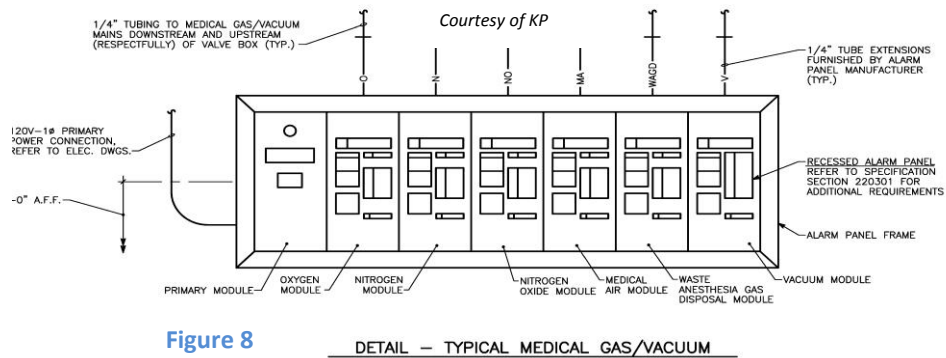 1/4" TUBING TO MEDICAL GAS/VACUUM
MAINS DOWNSTREAM AND UPSTREAM
(RESPECTFULLY) OF VALVE BOX (TYP.)
Courtesy of KP
1/4" TUBE EXTENSIONS
FURNISHED BY ALARM
PANEL MANUFACTURER
(TYP.)
O
N
NO
MA
WAGD
V
120V-1ø PRIMARY
POWER CONNECTION,
REFER TO ELEC. DWGS.
-0" A.F.F.
RECESSED ALARM PANEL
REFER TO SPECIFICATION
SECTION 220301 FOR
ADDITIONAL REQUIREMENTS
ALARM PANEL FRAME
PRIMARY MODULE
OXYGEN
MODULE
NITROGEN
MODULE
NITROGEN
OXIDE MODULE
MEDICAL
AIR MODULE
WASTE
ANESTHESIA GAS
DISPOSAL MODULE
VACUUM MODULE
Figure 8
DETAIL - TYPICAL MEDICAL GAS/VACUUM